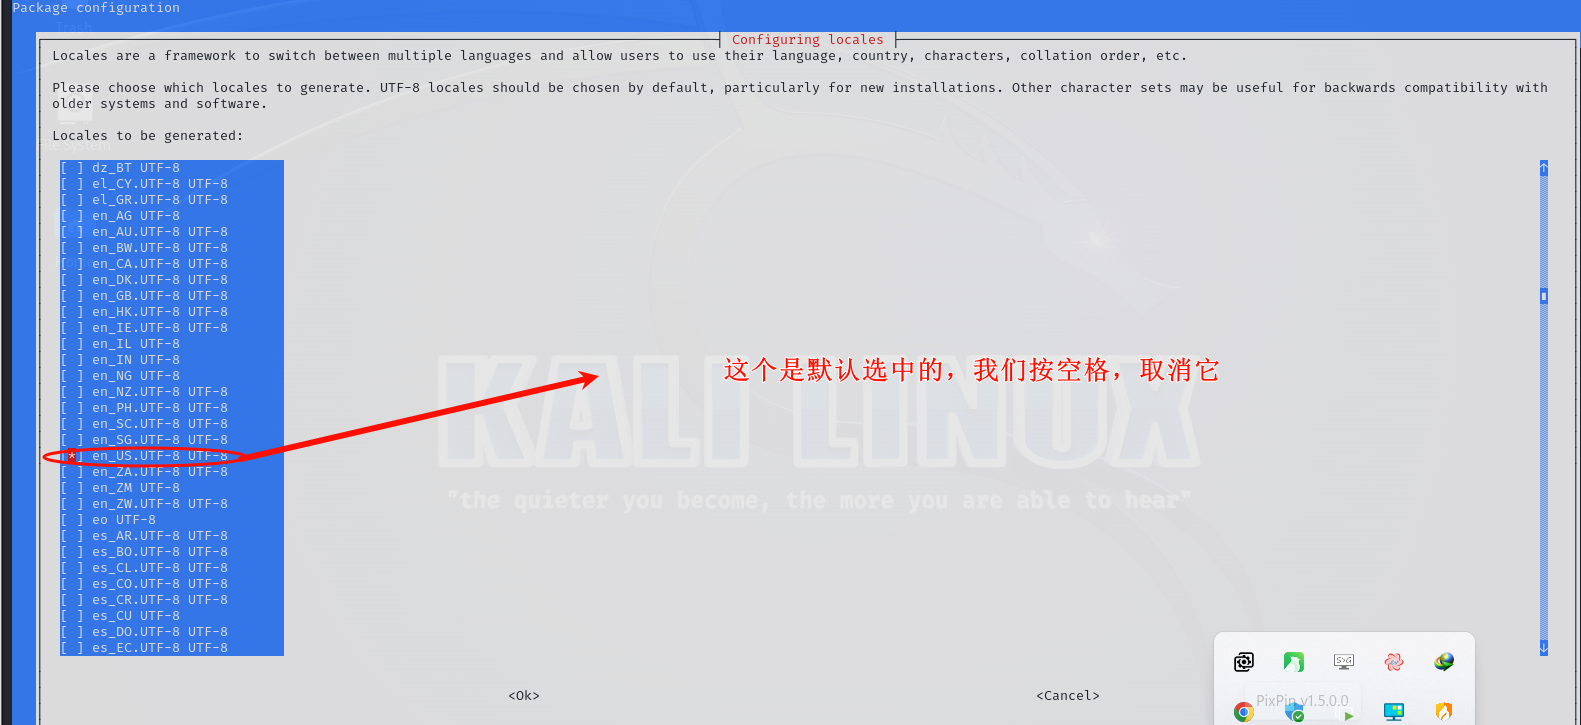 Package configuration
Trash
Configuring locales
Locales are a framework to switch between multiple languages and allow users to use their language, country, characters, collation order, etc.
Please choose which locales to generate. UTF-8 locales should be chosen by default, particularly for new installations. Other character sets may be useful for backwards compatibility with
older systems and software.
Locales to be generated:
File System
[ ] dz_BT UTF-8
[ ] el_CY.UTF-8 UTF-8
[ ] el_GR.UTF-8 UTF-8
[ ] en_AG UTF-8
[ ] en_AU.UTF-8 UTF-8
[ ] en_BW.UTF-8 UTF-8
[ ] en_CA.UTF-8 UTF-8
[ ] en_DK.UTF-8 UTF-8
[ ] en_GB.UTF-8 UTF-8
[ ] en_HK.UTF-8 UTF-8
[ ] en_IE.UTF-8 UTF-8
[ ] en_IL UTF-8
[ ] en_IN UTF-8
[ ] en_NG UTF-8
[ ] en_NZ.UTF-8 UTF-8
[ ] en_PH.UTF-8 UTF-8
[ ] en_SC.UTF-8 UTF-8
[ ] en_SG.UTF-8 UTF-8
[*] en_US.UTF-8 UTF-8
[ ] en_ZA.UTF-8 UTF-8
[ ] en_ZM UTF-8
[ ] en_ZW.UTF-8 UTF-8
[ ] eo UTF-8
[ ] es_AR.UTF-8 UTF-8
[ ] es_BO.UTF-8 UTF-8
[ ] es_CL.UTF-8 UTF-8
[ ] es_CO.UTF-8 UTF-8
[ ] es_CR.UTF-8 UTF-8
[ ] es_CU UTF-8
[ ] es_DO.UTF-8 UTF-8
[ ] es_EC.UTF-8 UTF-8
这个是默认选中的，我们按空格，取消它
KALI LINUX
"the quieter you become, the more you are able to hear"
<Ok>
<Cancel>
S>G
PixPin v1.5.0.0